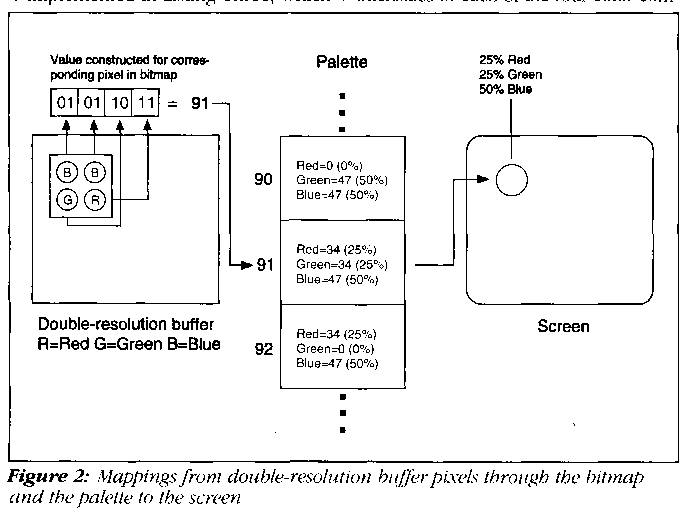 Value constructed for corres-
ponding pixel in bitmap
01 01 10 11 = 91
B B
G R
Double-resolution buffer
R=Red G=Green B=Blue
Palette
90
Red=0 (0%)
Green=47 (50%)
Blue=47 (50%)
91
Red=34 (25%)
Green=34 (25%)
Blue=47 (50%)
92
Red=34 (25%)
Green=0 (0%)
Blue=47 (50%)
25% Red
25% Green
50% Blue
Screen
Figure 2: Mappings from double-resolution buffer pixels through the bitmap
and the palette to the screen